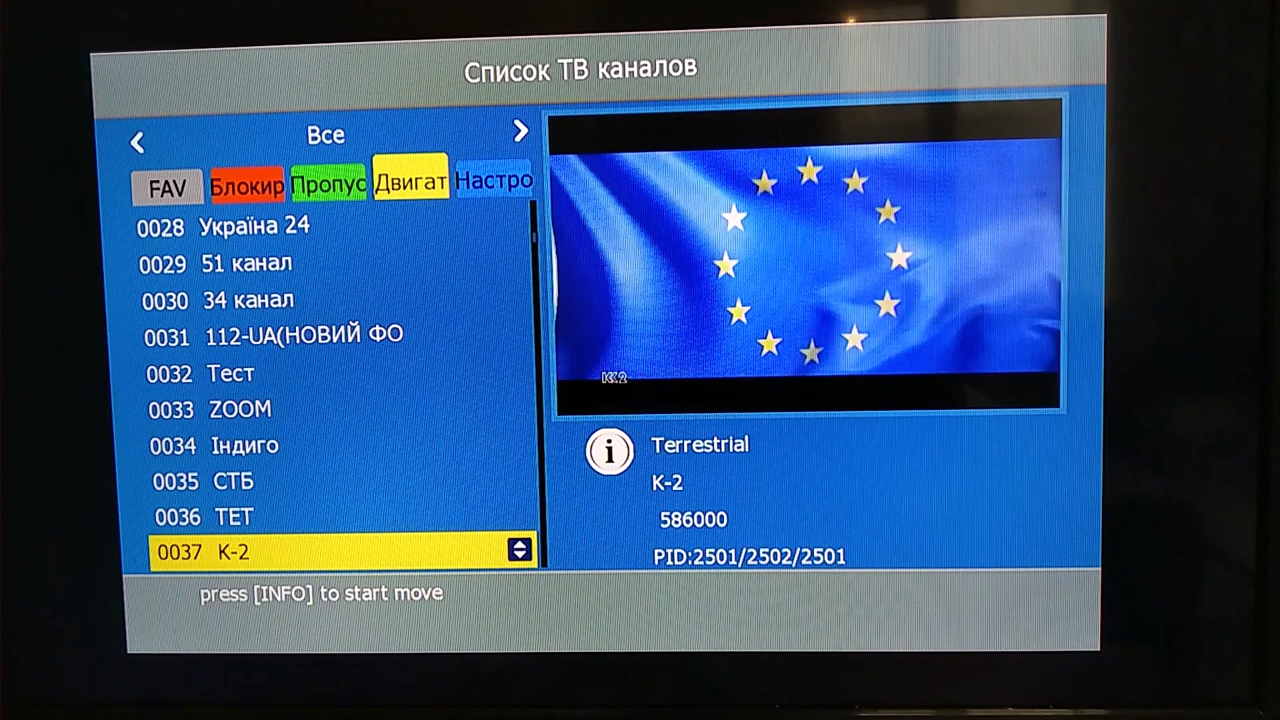 Список ТВ каналов
Все
FAV Блокир Пропус Двигат Настро
0028 Україна 24
0029 51 канал
0030 34 канал
0031 112-UA(НОВИЙ ФО
0032 Тест
0033 ZOOM
0034 Індиго
0035 СТБ
0036 ТЕТ
0037 К-2
К2
Terrestrial
К-2
586000
PID:2501/2502/2501
press [INFO] to start move